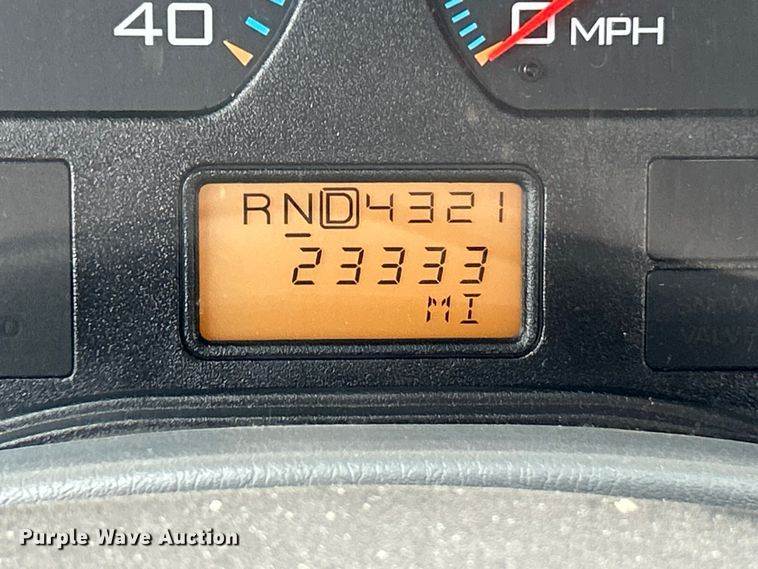 40
0 MPH
RND4321
23333
MI
Purple Wave Auction